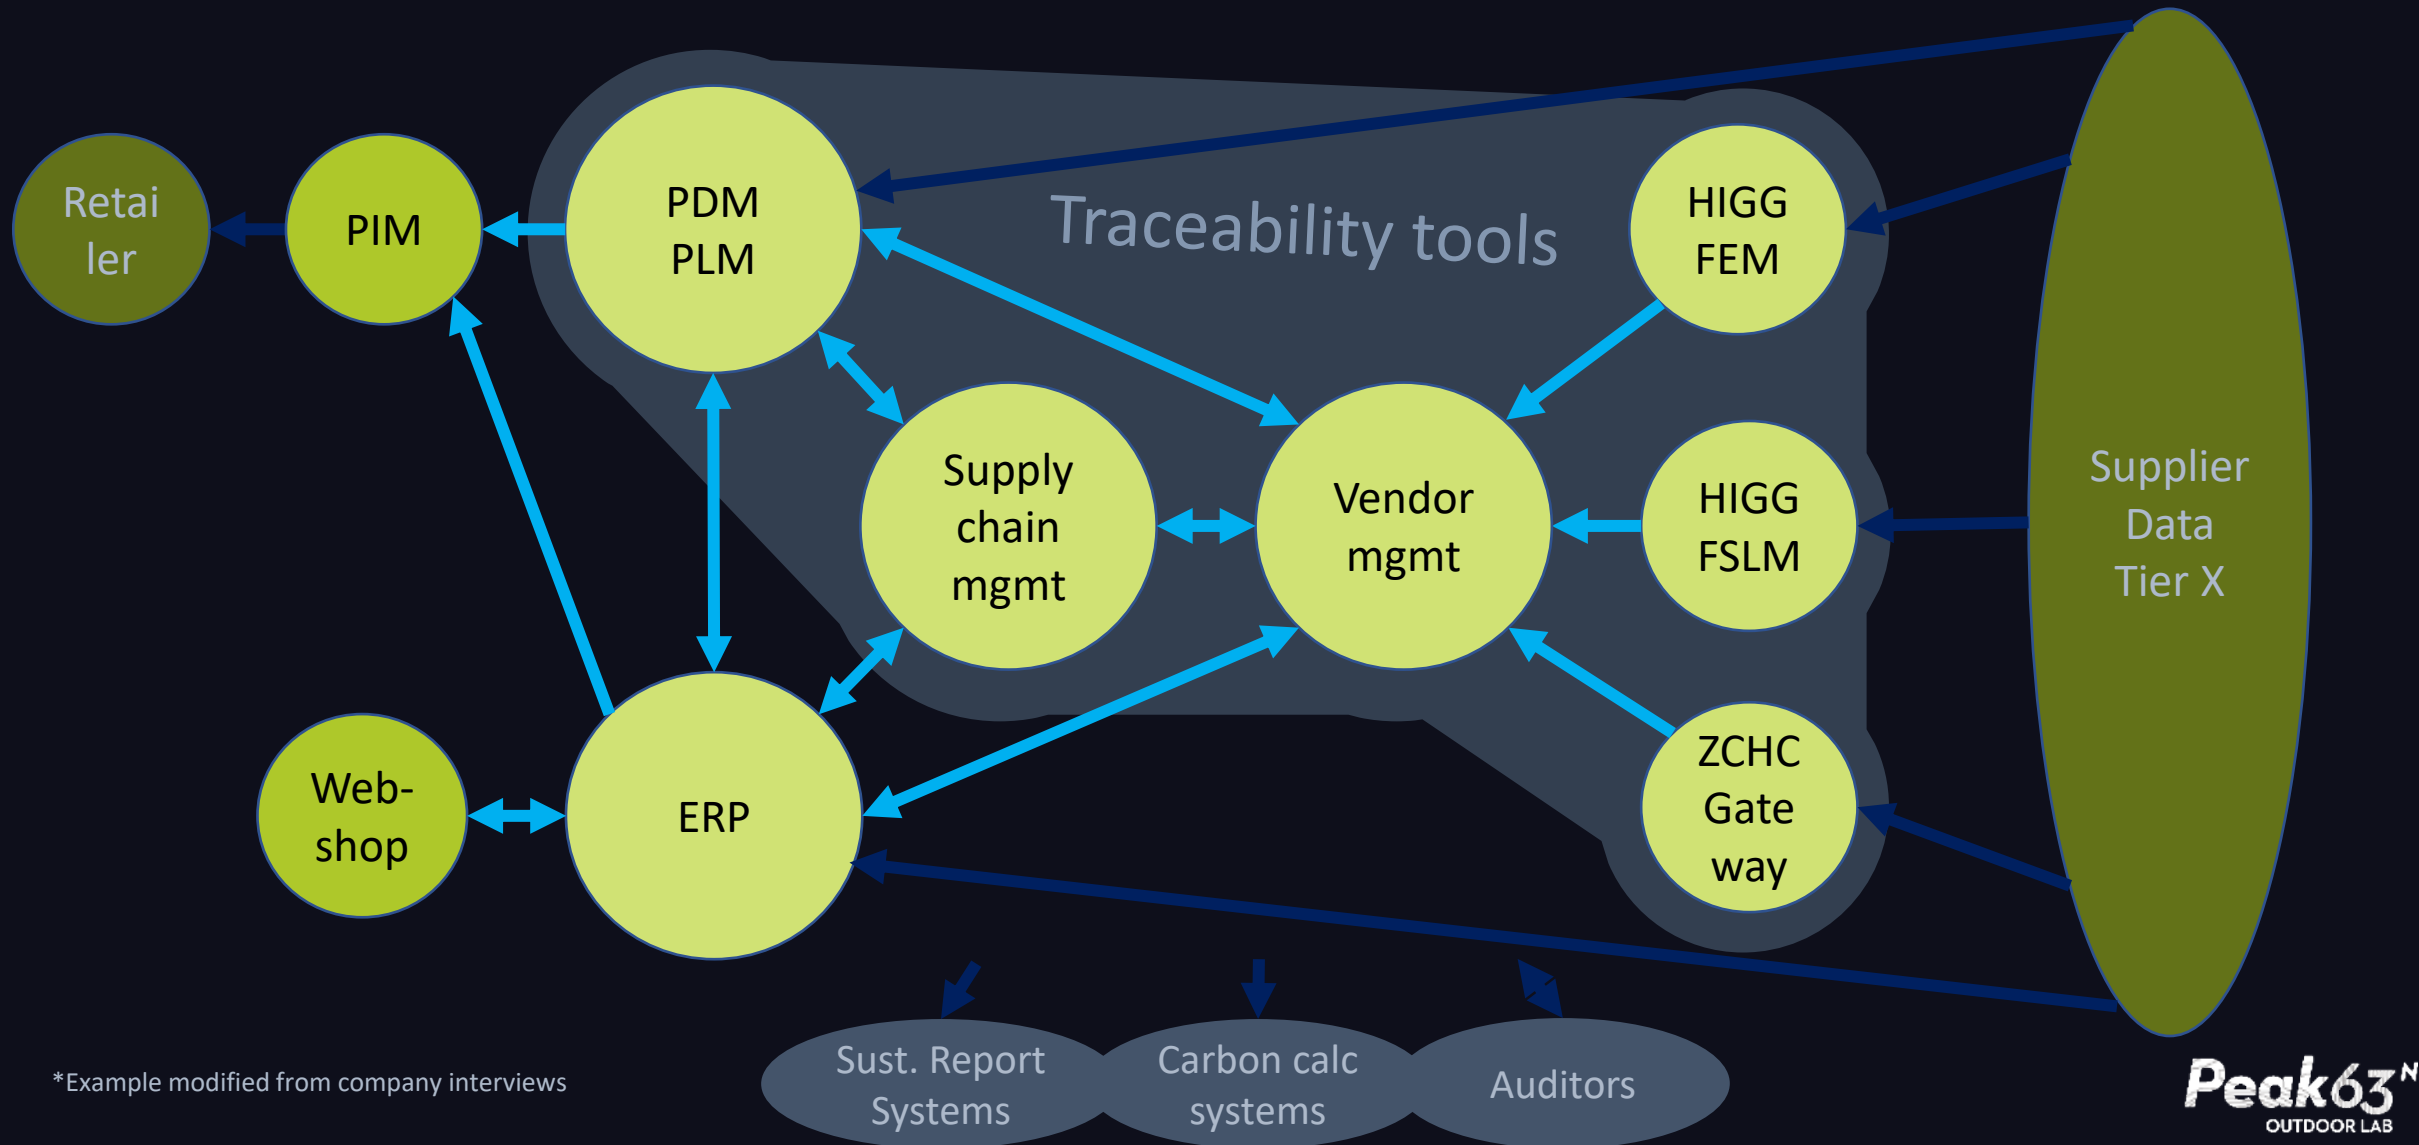 Retai
ler
PIM
PDM
PLM
Traceability tools
HIGG
FEM
Supply
chain
mgmt
Vendor
mgmt
HIGG
FSLM
Supplier
Data
Tier X
Web-
shop
ERP
ZCHC
Gate
way
Sust. Report
Systems
Carbon calc
systems
Auditors
*Example modified from company interviews
Peak63N
OUTDOOR LAB